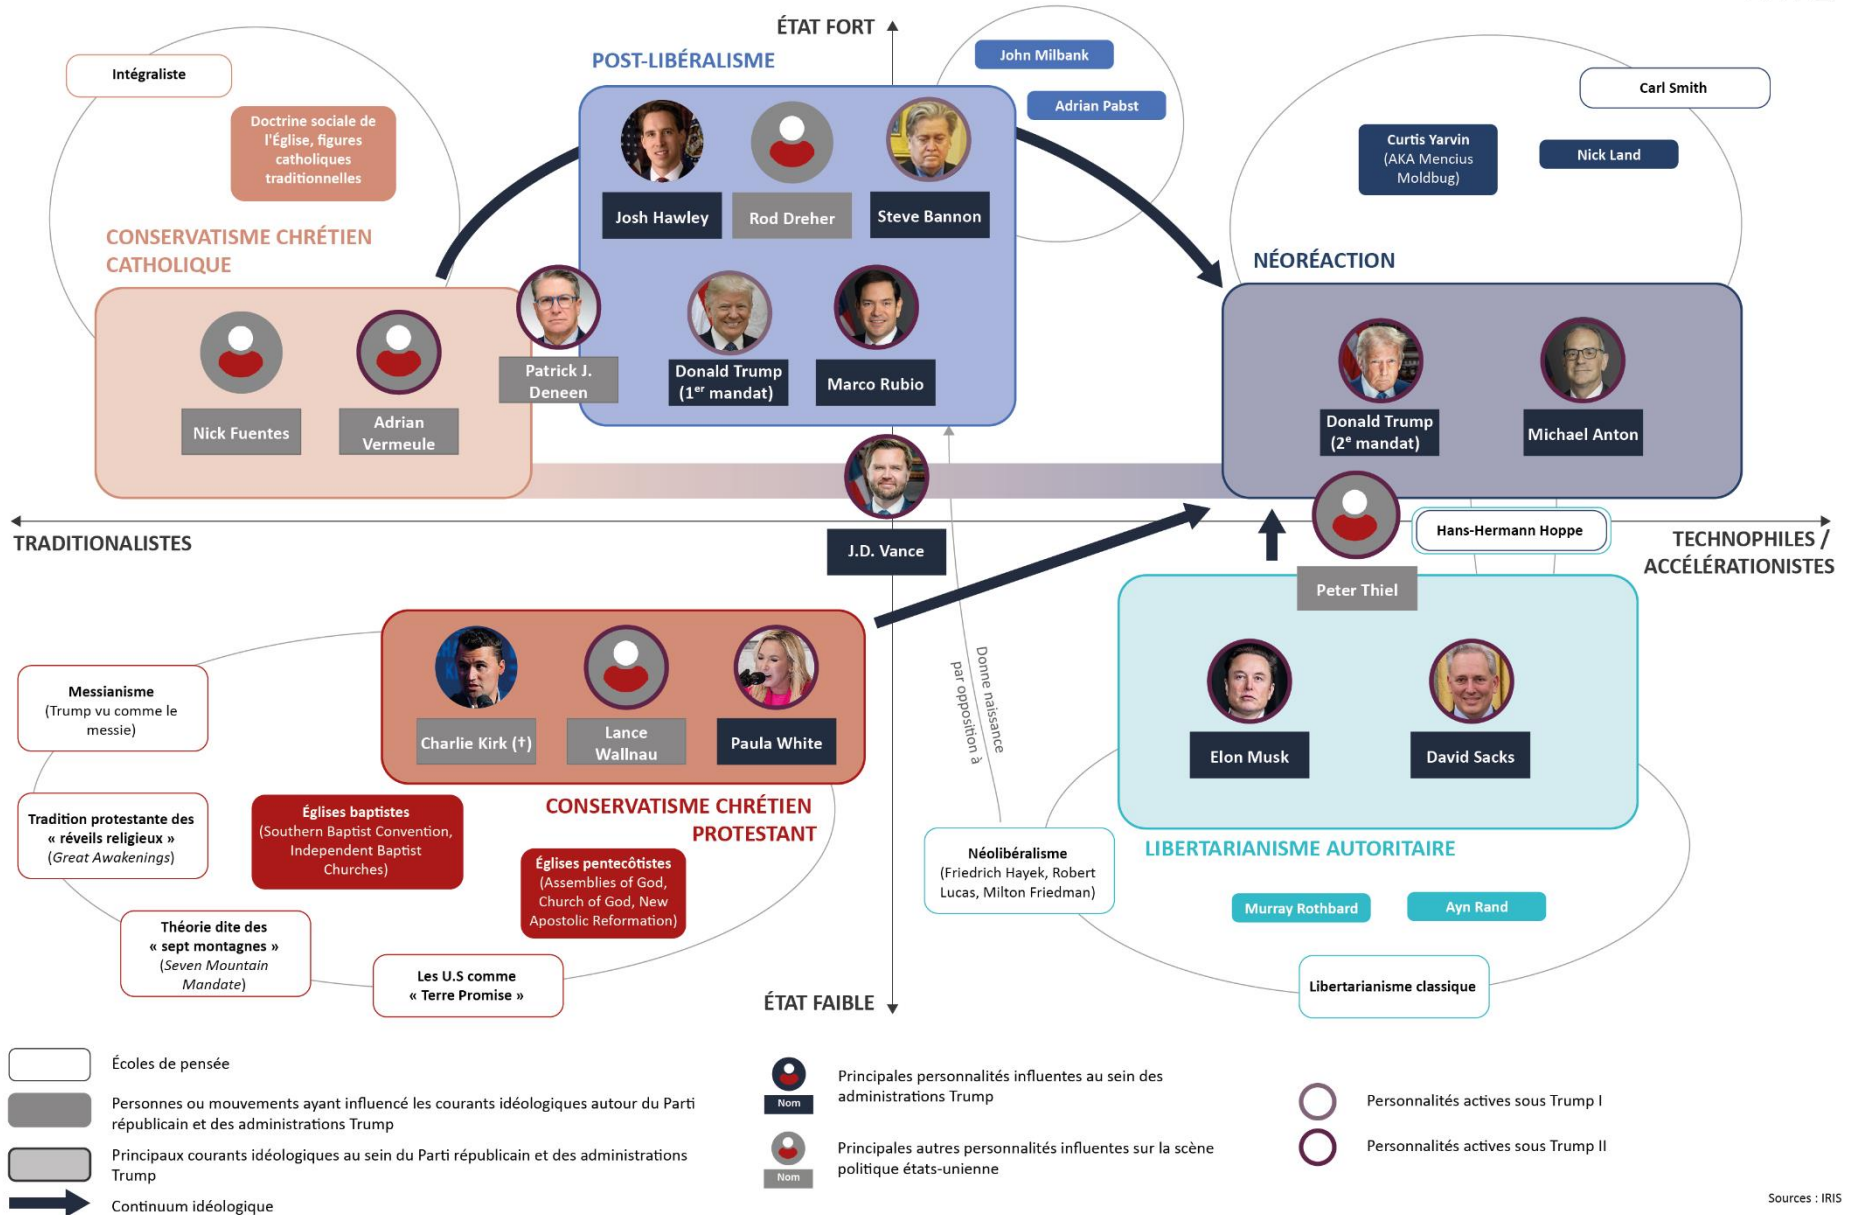 ÉTAT FORT
POST-LIBÉRALISME
John Milbank
Adrian Pabst
Intégraliste
Doctrine sociale de
l'Église, figures
catholiques
traditionnelles
CONSERVATISME CHRÉTIEN
CATHOLIQUE
Josh Hawley
Rod Dreher
Steve Bannon
Carl Smith
Curtis Yarvin
(AKA Mencius
Moldbug)
Nick Land
NÉORÉACTION
Nick Fuentes
Adrian
Vermeule
Patrick J.
Deneen
Donald Trump
(1er mandat)
Marco Rubio
Donald Trump
(2e mandat)
Michael Anton
TRADITIONALISTES
J.D. Vance
Hans-Hermann Hoppe
TECHNOPHILES /
ACCÉLÉRATIONISTES
Peter Thiel
Donne naissance
par opposition à
Messianisme
(Trump vu comme le
messie)
Charlie Kirk (†)
Lance
Wallnau
Paula White
Elon Musk
David Sacks
CONSERVATISME CHRÉTIEN
PROTESTANT
Tradition protestante des
« réveils religieux »
(Great Awakenings)
Églises baptistes
(Southern Baptist Convention,
Independent Baptist
Churches)
Églises pentecôtistes
(Assemblies of God,
Church of God, New
Apostolic Reformation)
Néolibéralisme
(Friedrich Hayek, Robert
Lucas, Milton Friedman)
LIBERTARIANISME AUTORITAIRE
Murray Rothbard
Ayn Rand
Théorie dite des
« sept montagnes »
(Seven Mountain
Mandate)
Les U.S comme
« Terre Promise »
Libertarianisme classique
ÉTAT FAIBLE
Écoles de pensée
Personnes ou mouvements ayant influencé les courants idéologiques autour du Parti
républicain et des administrations Trump
Principaux courants idéologiques au sein du Parti républicain et des administrations
Trump
Continuum idéologique
Nom
Principales personnalités influentes au sein des
administrations Trump
Nom
Principales autres personnalités influentes sur la scène
politique états-unienne
Personnalités actives sous Trump I
Personnalités actives sous Trump II
Sources : IRIS